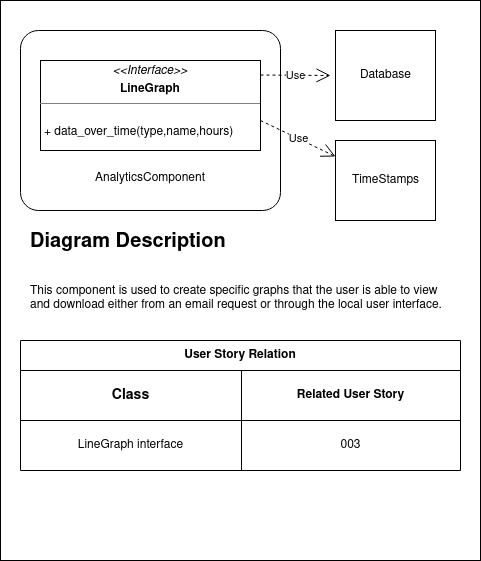 <<Interface>>
LineGraph
+ data_over_time(type,name,hours)
AnalyticsComponent
Use
Database
Use
TimeStamps
Diagram Description
This component is used to create specific graphs that the user is able to view
and download either from an email request or through the local user interface.
User Story Relation
Class
Related User Story
LineGraph interface
003